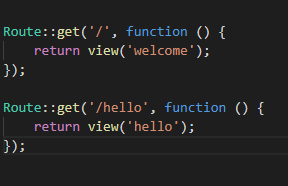 Route::get('/', function () {
    return view('welcome');
});

Route::get('/hello', function () {
    return view('hello');
});